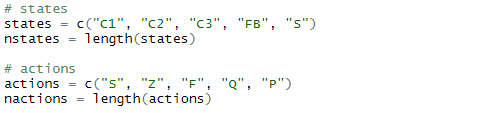 # states
states = c("C1", "C2", "C3", "FB", "S")
nstates = length(states)

# actions
actions = c("S", "Z", "F", "Q", "P")
nactions = length(actions)